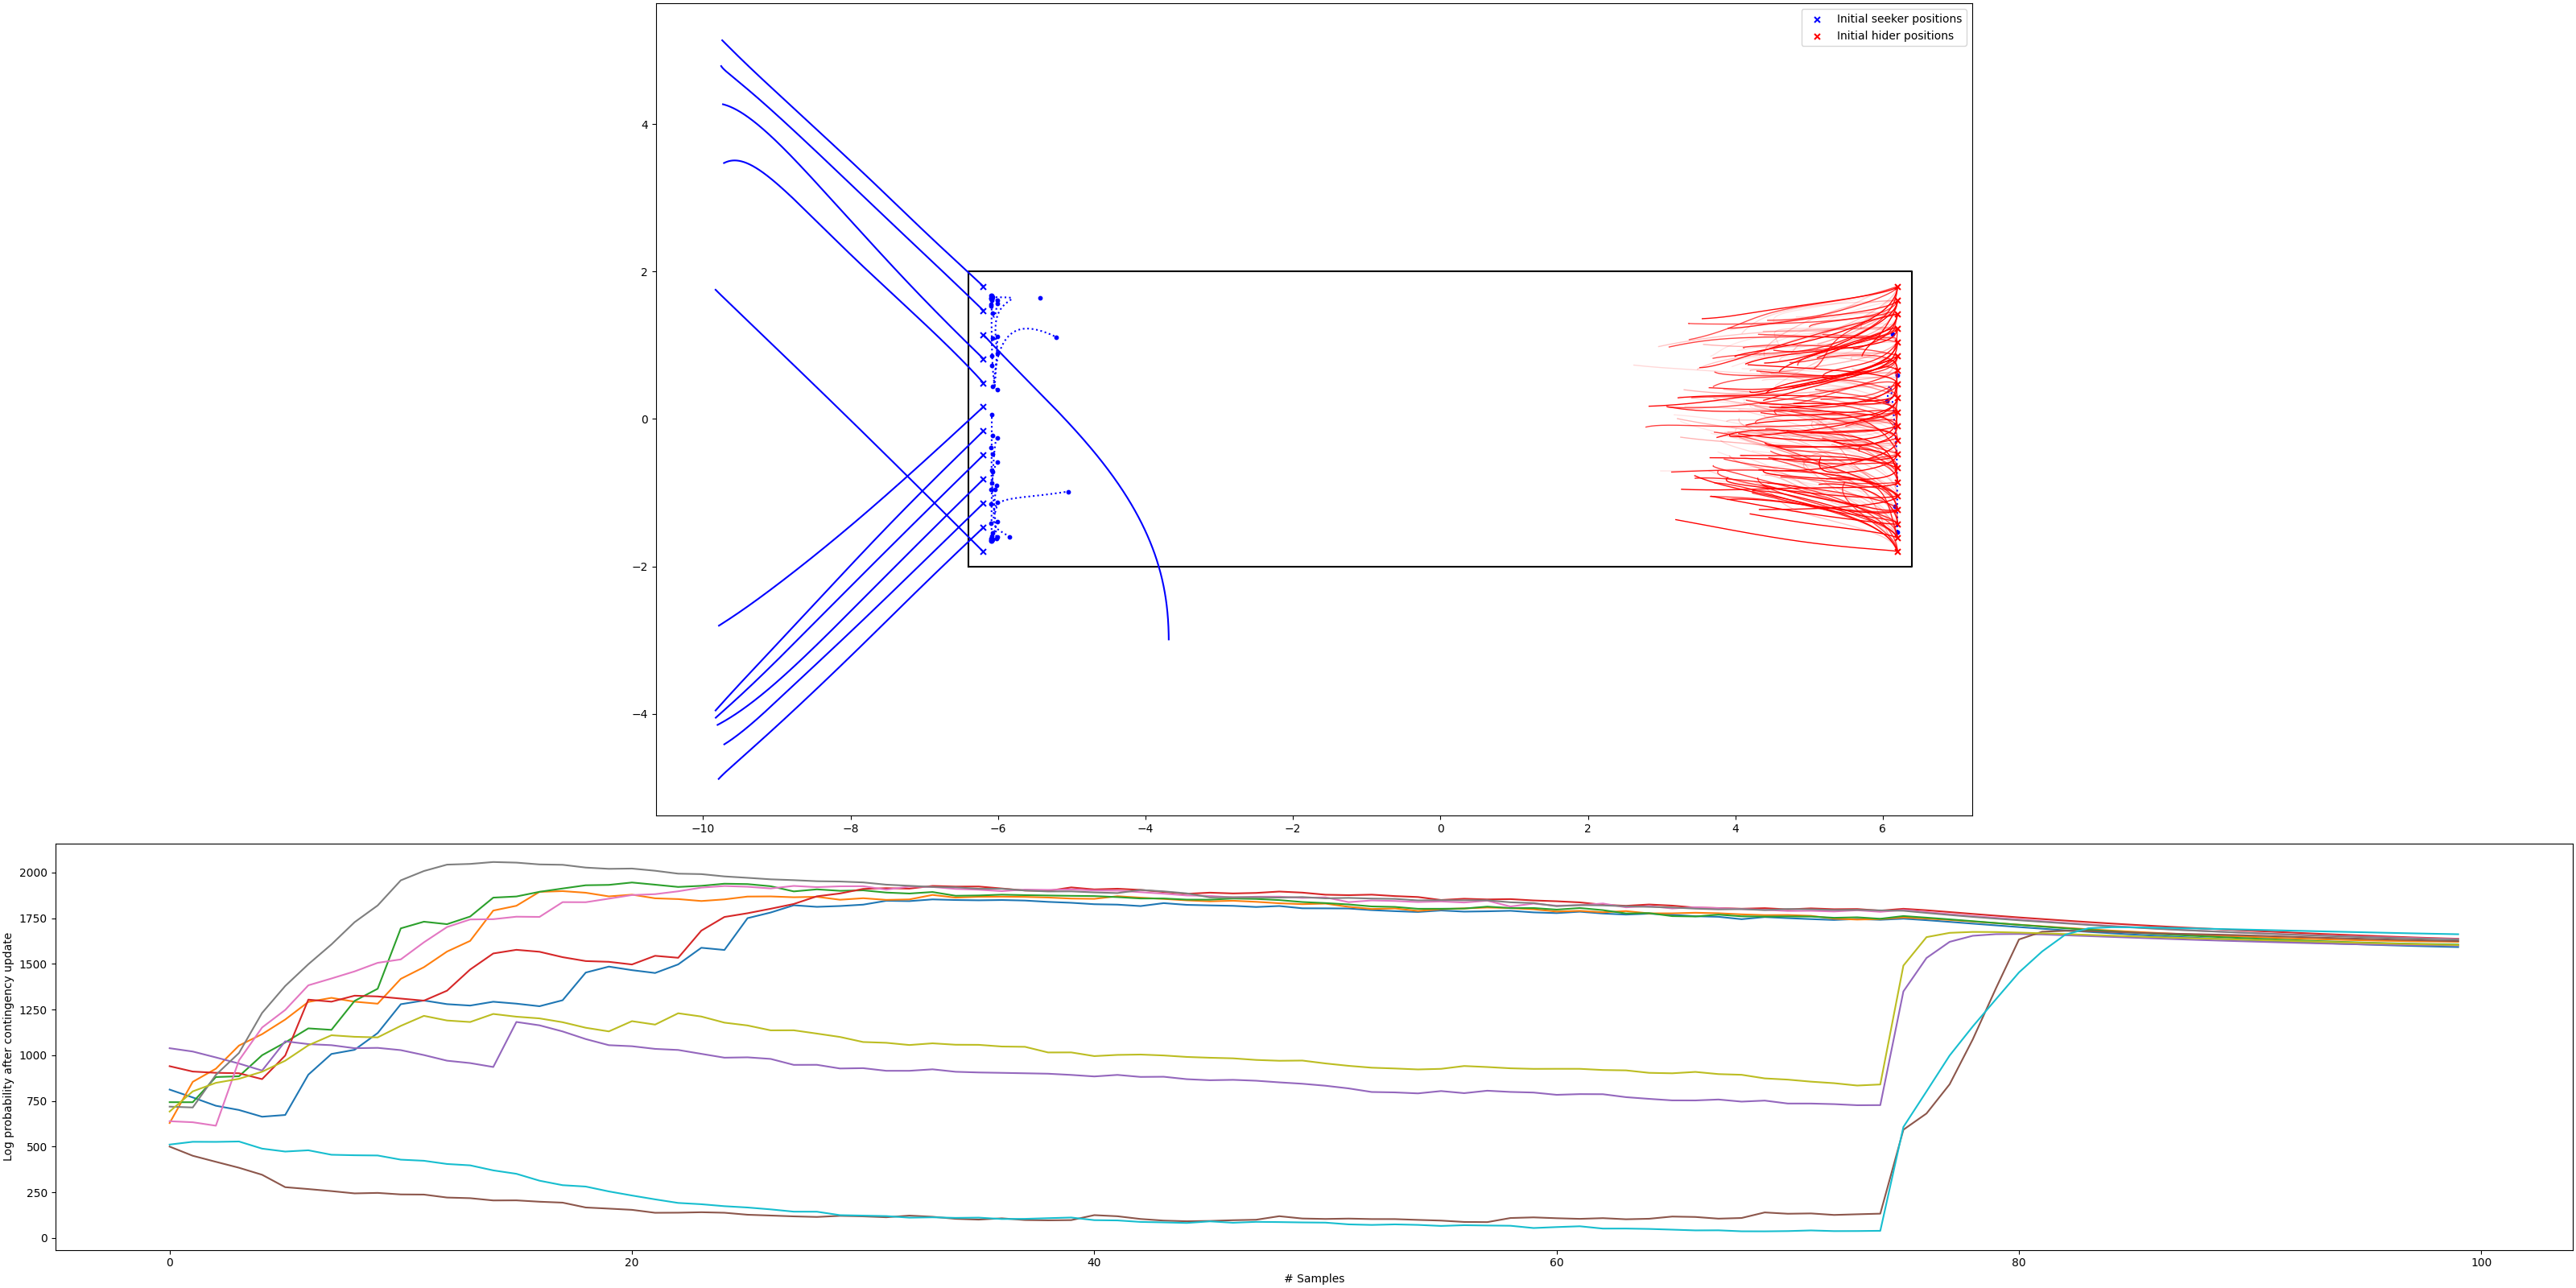 Initial seeker positions
Initial hider positions
4
2
0
−2
−4
−10 −8 −6 −4 −2 0 2 4 6
Log probability after contingency update
2000
1750
1500
1250
1000
750
500
250
0
0 20 40 60 80 100
# Samples